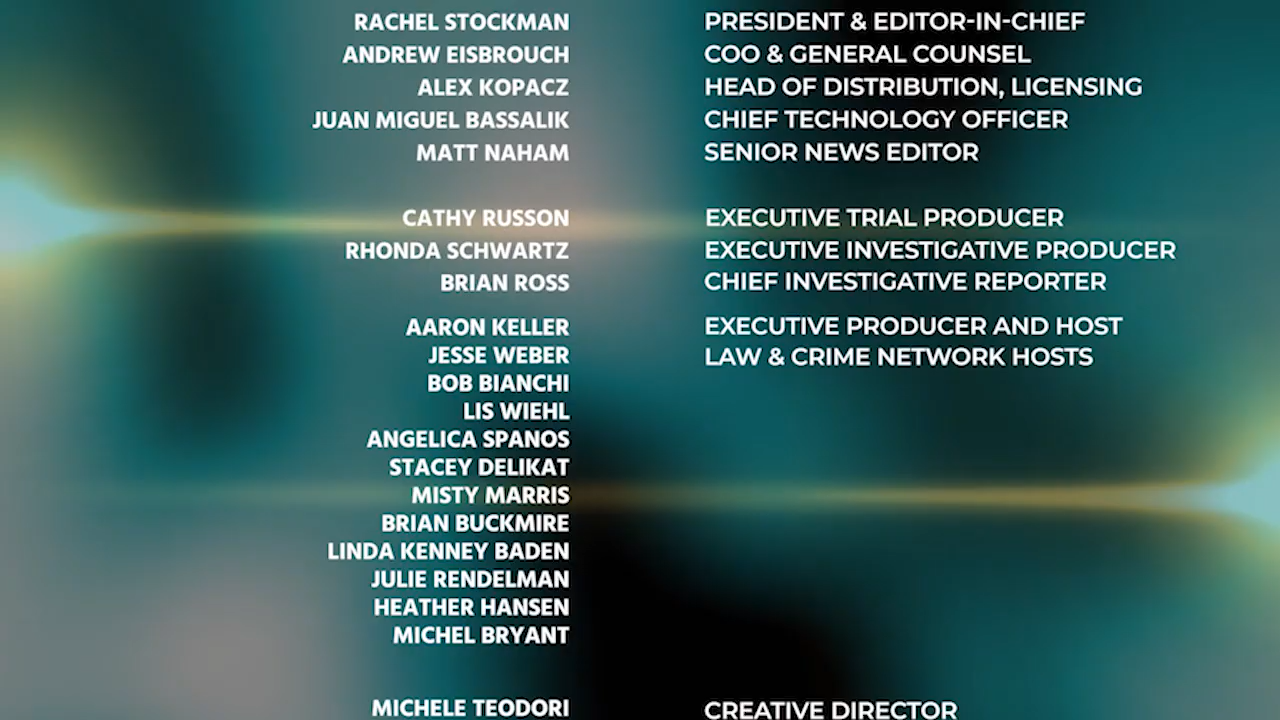 RACHEL STOCKMAN PRESIDENT & EDITOR-IN-CHIEF
ANDREW EISBROUCH COO & GENERAL COUNSEL
ALEX KOPACZ HEAD OF DISTRIBUTION, LICENSING
JUAN MIGUEL BASSALIK CHIEF TECHNOLOGY OFFICER
MATT NAHAM SENIOR NEWS EDITOR
CATHY RUSSON EXECUTIVE TRIAL PRODUCER
RHONDA SCHWARTZ EXECUTIVE INVESTIGATIVE PRODUCER
BRIAN ROSS CHIEF INVESTIGATIVE REPORTER
AARON KELLER EXECUTIVE PRODUCER AND HOST
JESSE WEBER LAW & CRIME NETWORK HOSTS
BOB BIANCHI
LIS WIEHL
ANGELICA SPANOS
STACEY DELIKAT
MISTY MARRIS
BRIAN BUCKMIRE
LINDA KENNEY BADEN
JULIE RENDELMAN
HEATHER HANSEN
MICHEL BRYANT
MICHELE TEODORI CREATIVE DIRECTOR